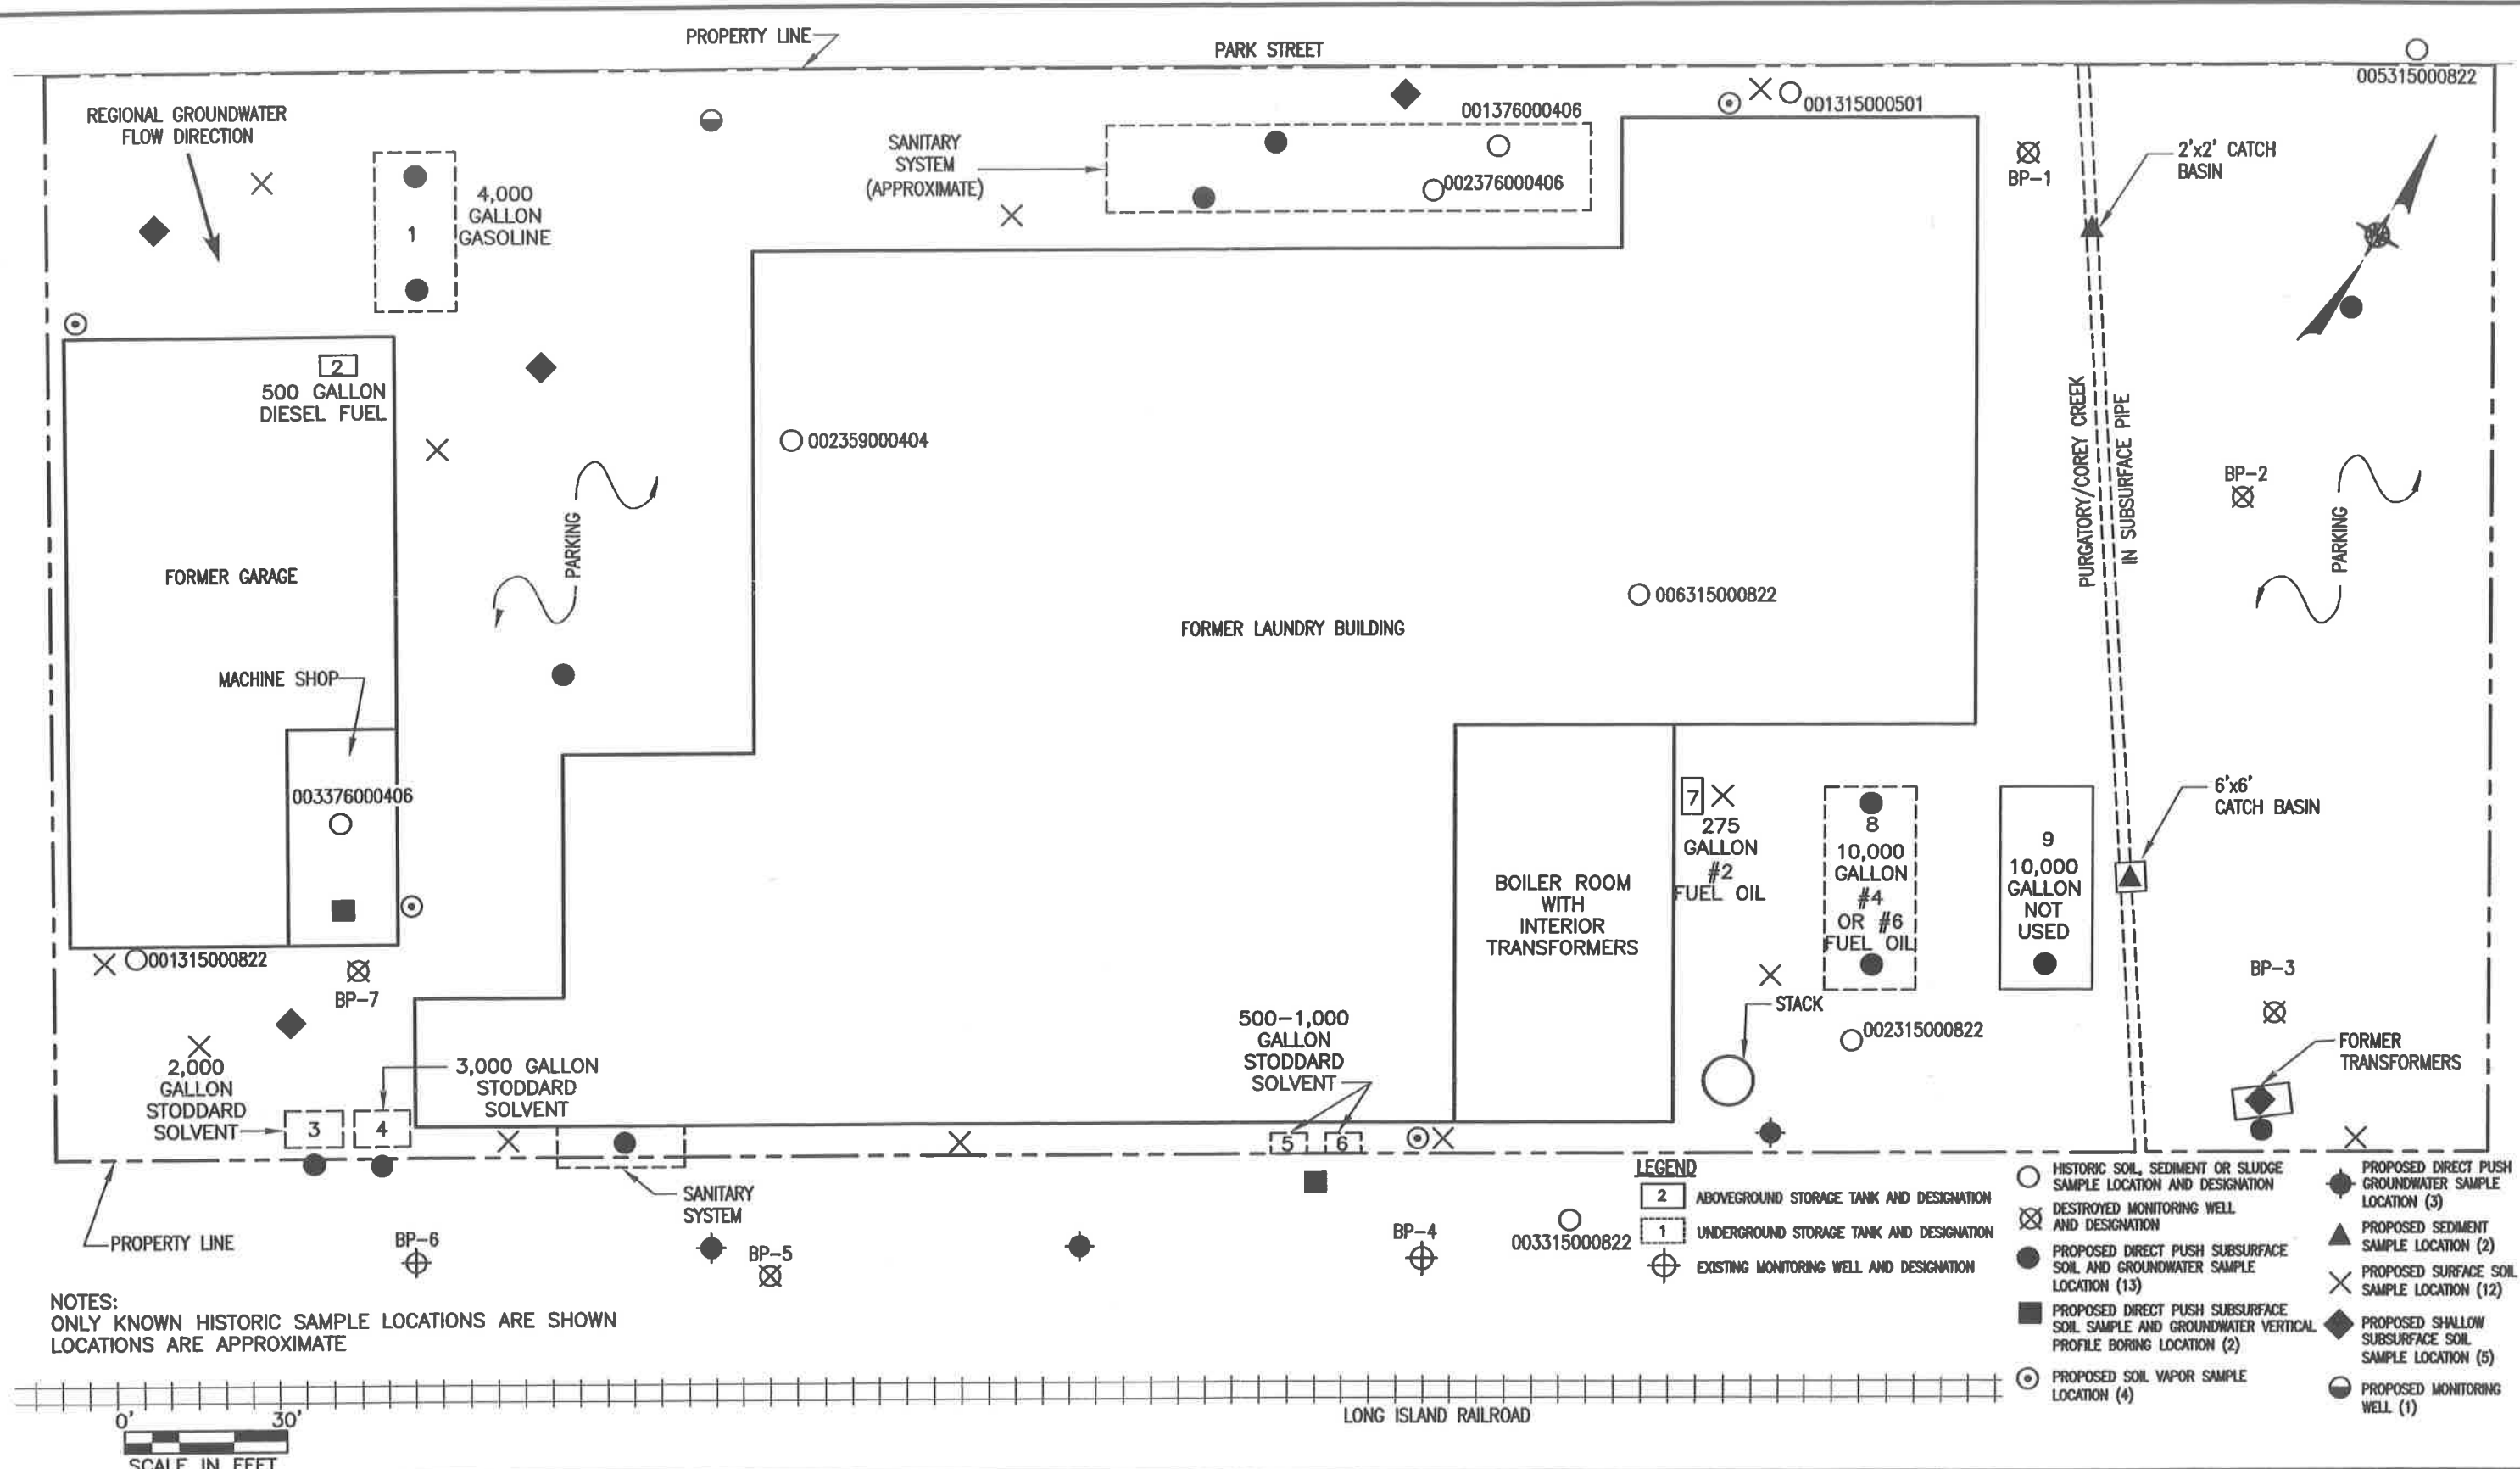 PROPERTY LINE
PARK STREET
005315000822
REGIONAL GROUNDWATER
FLOW DIRECTION
001376000406
001315000501
SANITARY
SYSTEM
(APPROXIMATE)
002376000406
BP-1
2'x2' CATCH
BASIN
4,000
GALLON
GASOLINE
1
2
500 GALLON
DIESEL FUEL
002359000404
PARKING
FORMER GARAGE
FORMER LAUNDRY BUILDING
006315000822
PURGATORY/COREY CREEK
IN SUBSURFACE PIPE
BP-2
PARKING
MACHINE SHOP
003376000406
001315000822
BP-7
7
275
GALLON
#2
FUEL OIL
8
10,000
GALLON
#4
OR #6
FUEL OIL
9
10,000
GALLON
NOT
USED
6'x6'
CATCH BASIN
BOILER ROOM
WITH
INTERIOR
TRANSFORMERS
STACK
002315000822
BP-3
FORMER
TRANSFORMERS
2,000
GALLON
STODDARD
SOLVENT
3
4
3,000 GALLON
STODDARD
SOLVENT
500-1,000
GALLON
STODDARD
SOLVENT
5
6
SANITARY
SYSTEM
PROPERTY LINE
BP-6
BP-5
BP-4
003315000822
LEGEND
2 ABOVEGROUND STORAGE TANK AND DESIGNATION
1 UNDERGROUND STORAGE TANK AND DESIGNATION
EXISTING MONITORING WELL AND DESIGNATION
HISTORIC SOIL, SEDIMENT OR SLUDGE
SAMPLE LOCATION AND DESIGNATION
DESTROYED MONITORING WELL
AND DESIGNATION
PROPOSED DIRECT PUSH SUBSURFACE
SOIL AND GROUNDWATER SAMPLE
LOCATION (13)
PROPOSED DIRECT PUSH SUBSURFACE
SOIL SAMPLE AND GROUNDWATER VERTICAL
PROFILE BORING LOCATION (2)
PROPOSED SOIL VAPOR SAMPLE
LOCATION (4)
PROPOSED DIRECT PUSH
GROUNDWATER SAMPLE
LOCATION (3)
PROPOSED SEDIMENT
SAMPLE LOCATION (2)
PROPOSED SURFACE SOIL
SAMPLE LOCATION (12)
PROPOSED SHALLOW
SUBSURFACE SOIL
SAMPLE LOCATION (5)
PROPOSED MONITORING
WELL (1)
NOTES:
ONLY KNOWN HISTORIC SAMPLE LOCATIONS ARE SHOWN
LOCATIONS ARE APPROXIMATE
LONG ISLAND RAILROAD
0' 30'
SCALE IN FEET